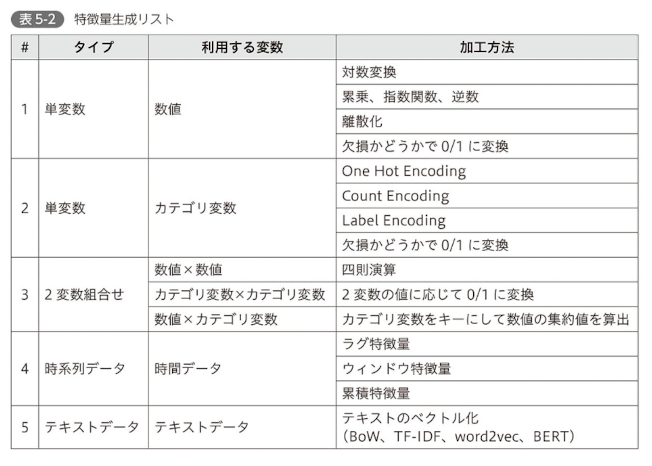 表 5-2 特徴量生成リスト
# タイプ 利用する変数 加工方法
1 単変数 数値 対数変換
累乗、指数関数、逆数
離散化
欠損かどうかで 0/1 に変換
2 単変数 カテゴリ変数 One Hot Encoding
Count Encoding
Label Encoding
欠損かどうかで 0/1 に変換
3 2 変数組合せ 数値×数値 四則演算
カテゴリ変数×カテゴリ変数 2 変数の値に応じて 0/1 に変換
数値×カテゴリ変数 カテゴリ変数をキーにして数値の集約値を算出
4 時系列データ 時間データ ラグ特徴量
ウィンドウ特徴量
累積特徴量
5 テキストデータ テキストデータ テキストのベクトル化
（BoW、TF-IDF、word2vec、BERT）